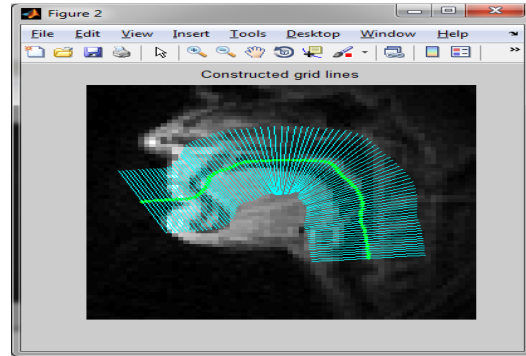 Figure 2
File Edit View Insert Tools Desktop Window Help
Constructed grid lines